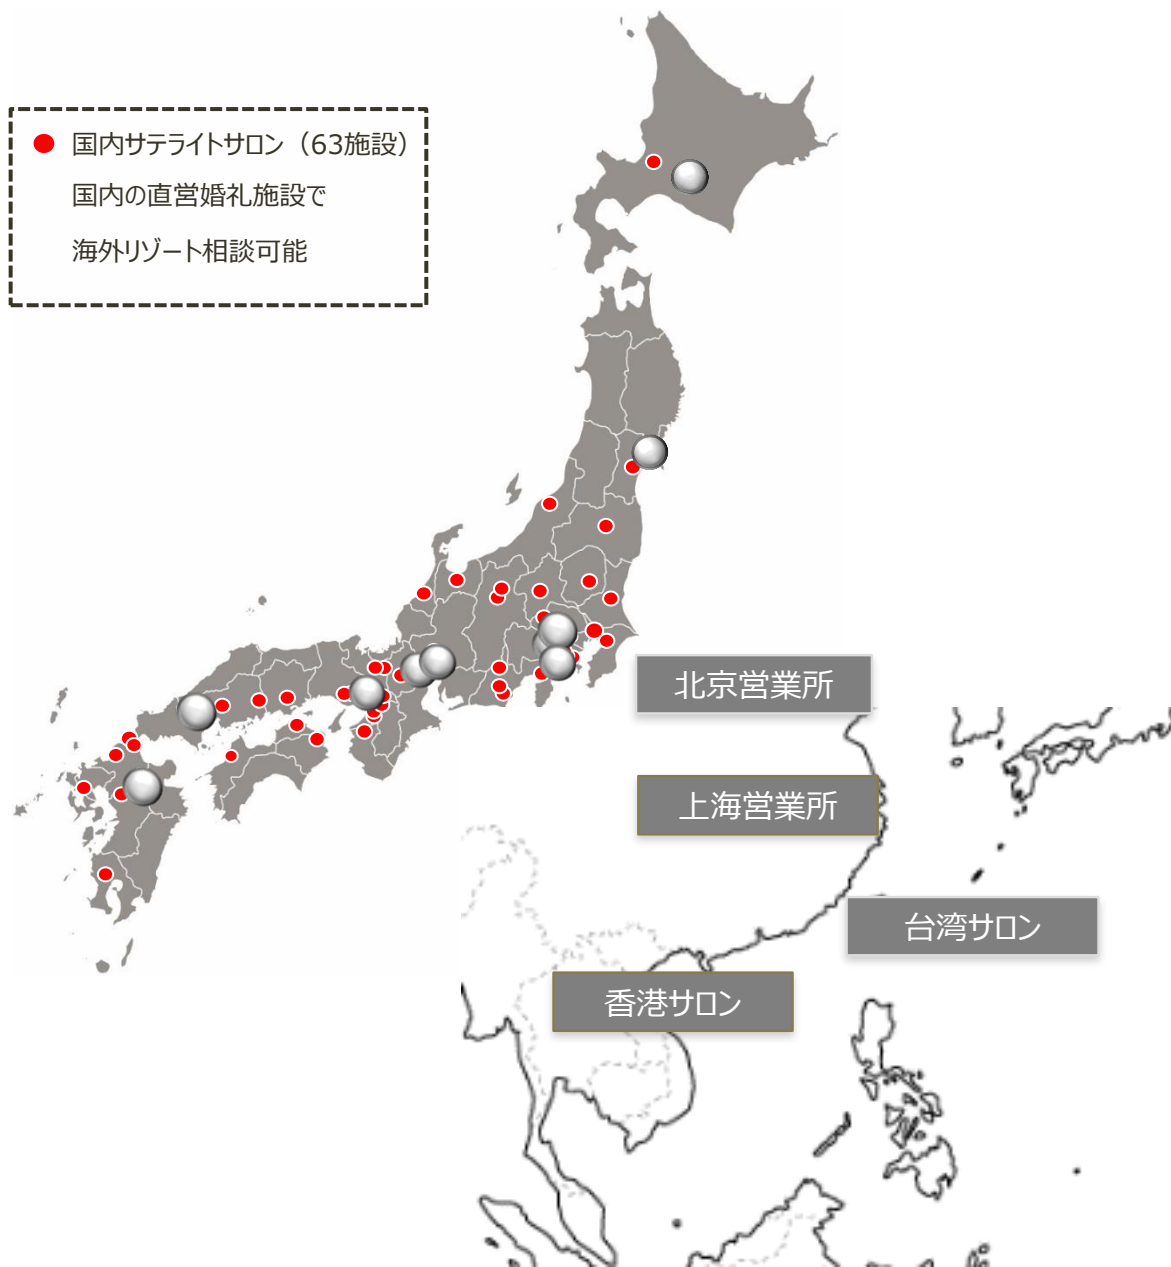 国内サテライトサロン（63施設）
国内の直営婚礼施設で
海外リゾート相談可能
北京営業所
上海営業所
台湾サロン
香港サロン